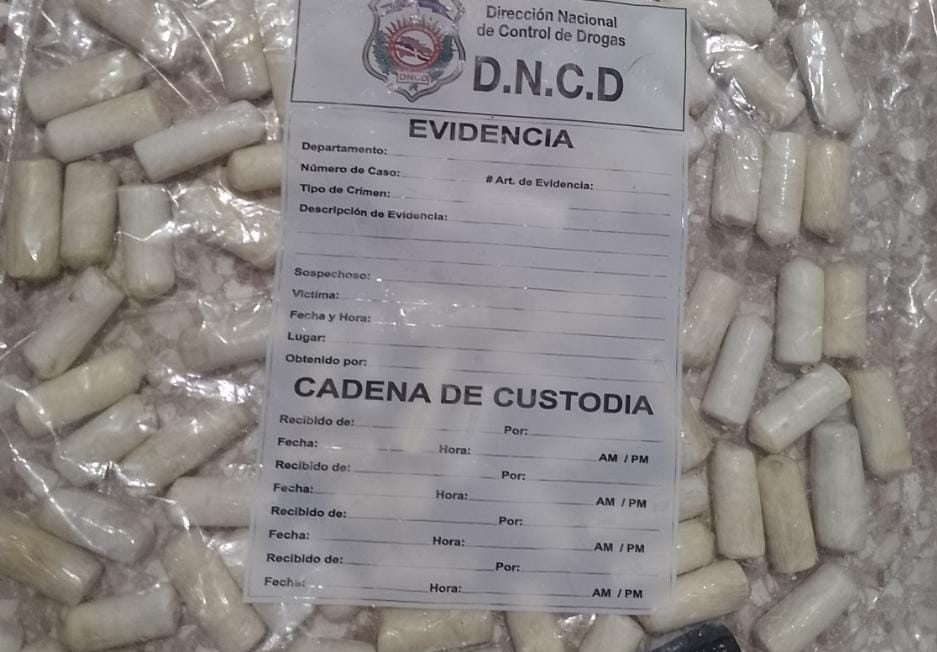 Dirección Nacional
de Control de Drogas
DNCD
D.N.C.D
EVIDENCIA
Departamento:
Número de Caso: # Art. de Evidencia:
Tipo de Crimen:
Descripción de Evidencia:
Sospechoso:
Victima:
Fecha y Hora:
Lugar:
Obtenido por:
CADENA DE CUSTODIA
Recibido de: Por:
Fecha: Hora: AM / PM
Recibido de: Por:
Fecha: Hora: AM / PM
Recibido de: Por:
Fecha: Hora: AM / PM
Recibido de: Por:
Fecha: Hora: AM / PM